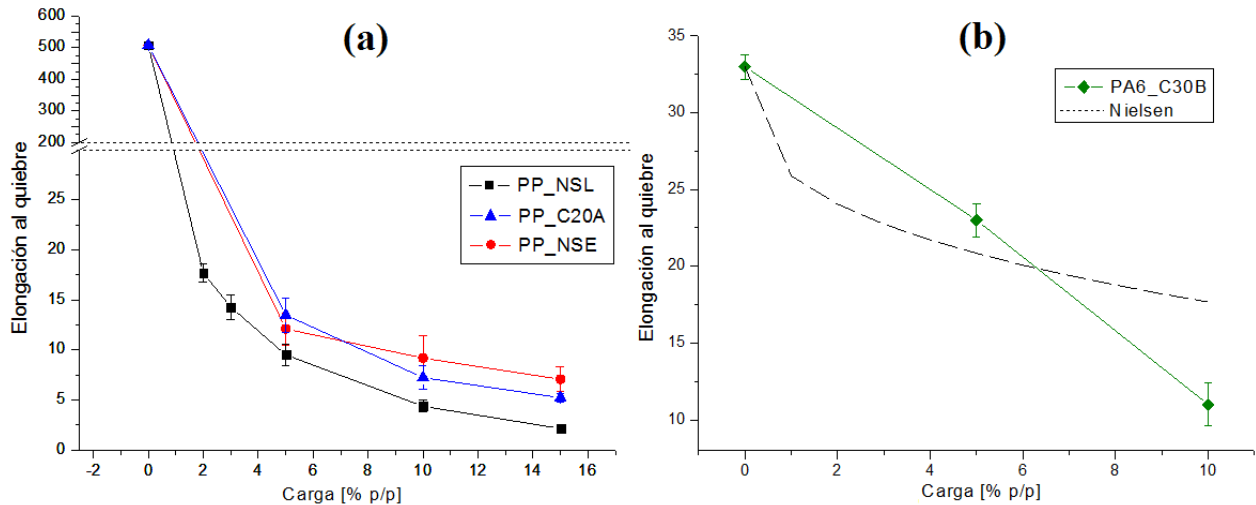 (a)
600
500
400
300
200
25
20
15
10
5
0
Elongación al quiebre
PP_NSL
PP_C20A
PP_NSE
-2 0 2 4 6 8 10 12 14 16
Carga [% p/p]
(b)
35
30
25
20
15
10
Elongación al quiebre
PA6_C30B
Nielsen
0 2 4 6 8 10
Carga [% p/p]